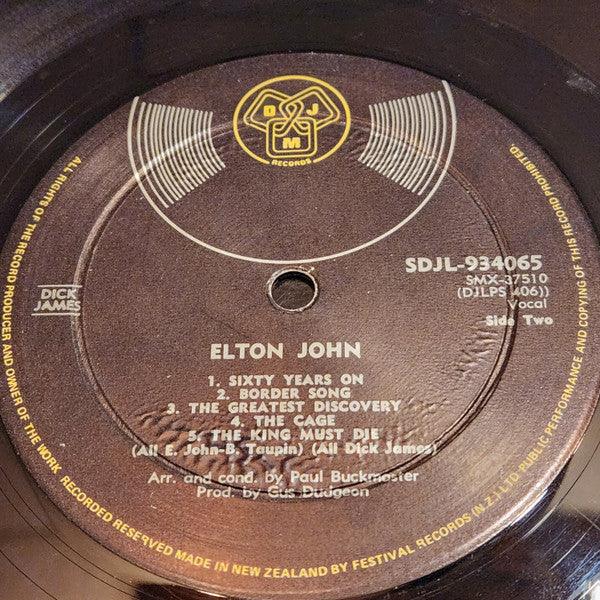 D J M
RECORDS
SDJL-934065
SMX-37510
(DJLPS 406))
Vocal
Side Two
DICK
JAMES
ELTON JOHN
1. SIXTY YEARS ON
2. BORDER SONG
3. THE GREATEST DISCOVERY
4. THE CAGE
5. THE KING MUST DIE
(All E. John-B. Taupin) (All Dick James)
Arr. and cond. by Paul Buckmaster
Prod. by Gus Dudgeon
ALL RIGHTS OF THE RECORD PRODUCER AND OWNER OF THE WORK RECORDED RESERVED MADE IN NEW ZEALAND BY FESTIVAL RECORDS (N.Z.) LTD PUBLIC PERFORMANCE AND COPYING OF THIS RECORD PROHIBITED